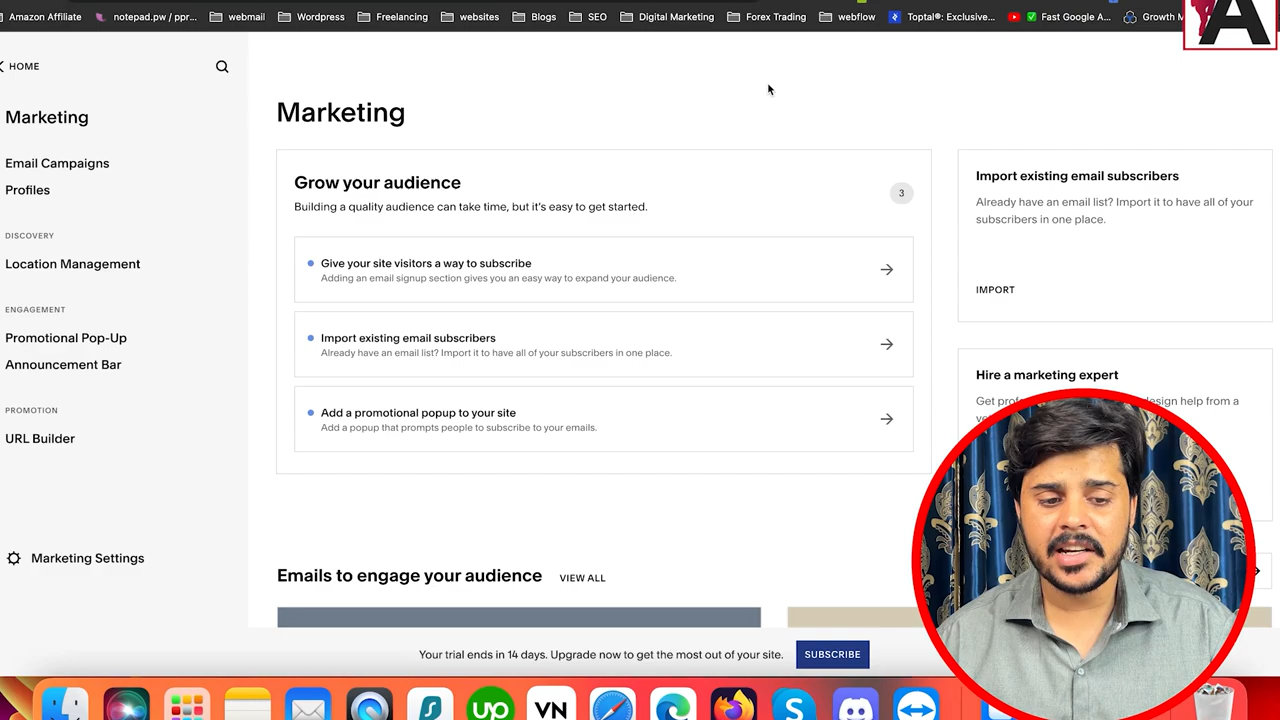 Amazon Affiliate
notepad.pw / ppr...
webmail
Wordpress
Freelancing
websites
Blogs
SEO
Digital Marketing
Forex Trading
webflow
Toptal®: Exclusive...
Fast Google A...
Growth
A
HOME
Marketing
Email Campaigns
Profiles
DISCOVERY
Location Management
ENGAGEMENT
Promotional Pop-Up
Announcement Bar
PROMOTION
URL Builder
Marketing Settings
Marketing
Grow your audience
3
Building a quality audience can take time, but it's easy to get started.
Give your site visitors a way to subscribe
Adding an email signup section gives you an easy way to expand your audience.
Import existing email subscribers
Already have an email list? Import it to have all of your subscribers in one place.
Add a promotional popup to your site
Add a popup that prompts people to subscribe to your emails.
Import existing email subscribers
Already have an email list? Import it to have all of your
subscribers in one place.
IMPORT
Hire a marketing expert
Get design help from a
Emails to engage your audience VIEW ALL
Your trial ends in 14 days. Upgrade now to get the most out of your site. SUBSCRIBE
up
VN
S